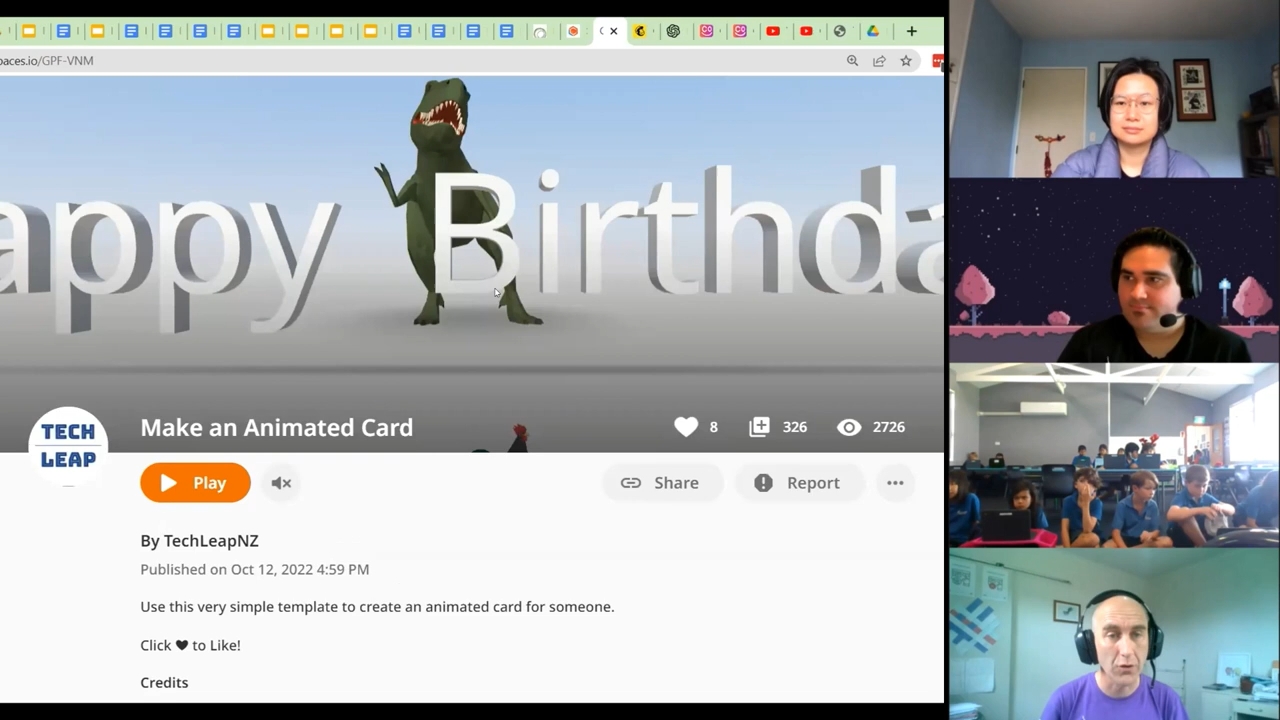 paces.io/GPF-VNM
appy Birthda
TECH
LEAP
Make an Animated Card
8
326
2726
Play
Share
Report
By TechLeapNZ
Published on Oct 12, 2022 4:59 PM
Use this very simple template to create an animated card for someone.
Click ♥ to Like!
Credits